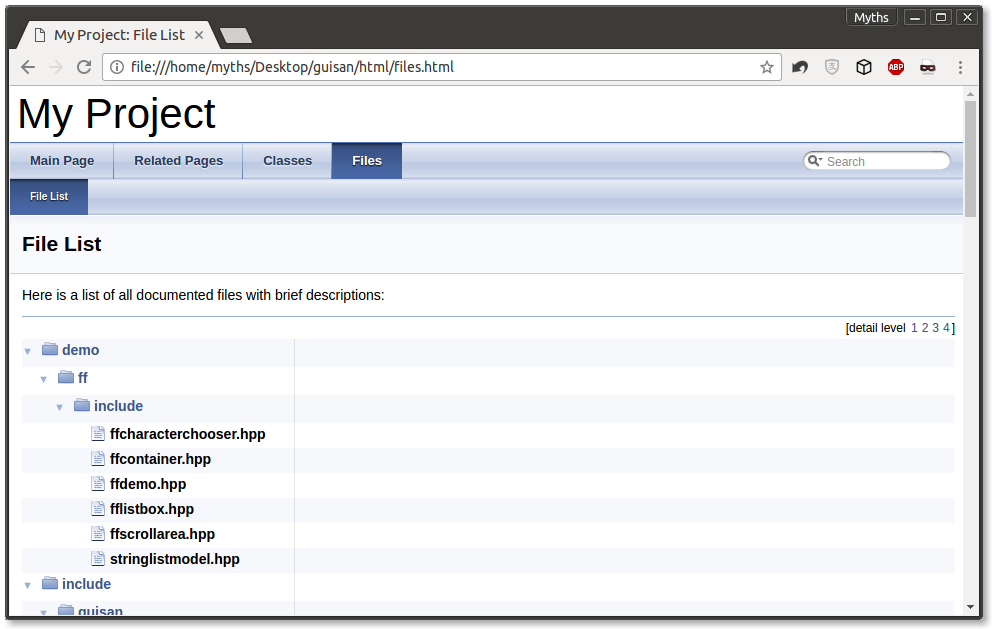 Myths
My Project: File List
file:///home/myths/Desktop/guisan/html/files.html
ABP
My Project
Main Page Related Pages Classes Files Search
File List
File List
Here is a list of all documented files with brief descriptions:
[detail level 1 2 3 4]
demo
ff
include
ffcharacterchooser.hpp
ffcontainer.hpp
ffdemo.hpp
fflistbox.hpp
ffscrollarea.hpp
stringlistmodel.hpp
include
guisan